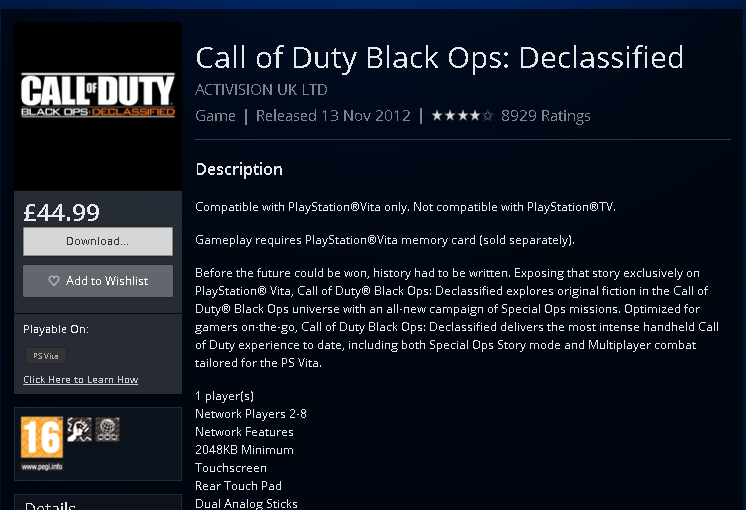 Call of Duty Black Ops: Declassified
ACTIVISION UK LTD
Game | Released 13 Nov 2012 | ★★★★☆ 8929 Ratings
CALL OF DUTY
BLACK OPS: DECLASSIFIED
£44.99
Download...
♡ Add to Wishlist
Playable On:
PS Vita
Click Here to Learn How
16
www.pegi.info
Details
Description
Compatible with PlayStation®Vita only. Not compatible with PlayStation®TV.
Gameplay requires PlayStation®Vita memory card (sold separately).
Before the future could be won, history had to be written. Exposing that story exclusively on
PlayStation® Vita, Call of Duty® Black Ops: Declassified explores original fiction in the Call of
Duty® Black Ops universe with an all-new campaign of Special Ops missions. Optimized for
gamers on-the-go, Call of Duty Black Ops: Declassified delivers the most intense handheld Call
of Duty experience to date, including both Special Ops Story mode and Multiplayer combat
tailored for the PS Vita.
1 player(s)
Network Players 2-8
Network Features
2048KB Minimum
Touchscreen
Rear Touch Pad
Dual Analog Sticks